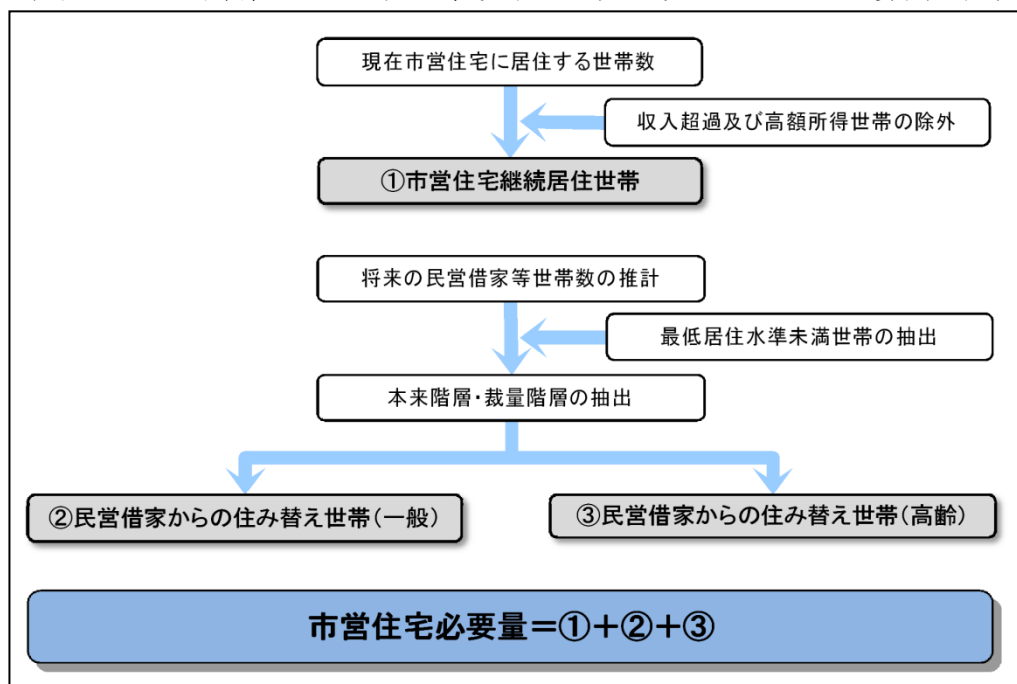 現在市営住宅に居住する世帯数
収入超過及び高額所得世帯の除外
①市営住宅継続居住世帯
将来の民営借家等世帯数の推計
最低居住水準未満世帯の抽出
本来階層・裁量階層の抽出
②民営借家からの住み替え世帯(一般)
③民営借家からの住み替え世帯(高齢)
市営住宅必要量=①+②+③